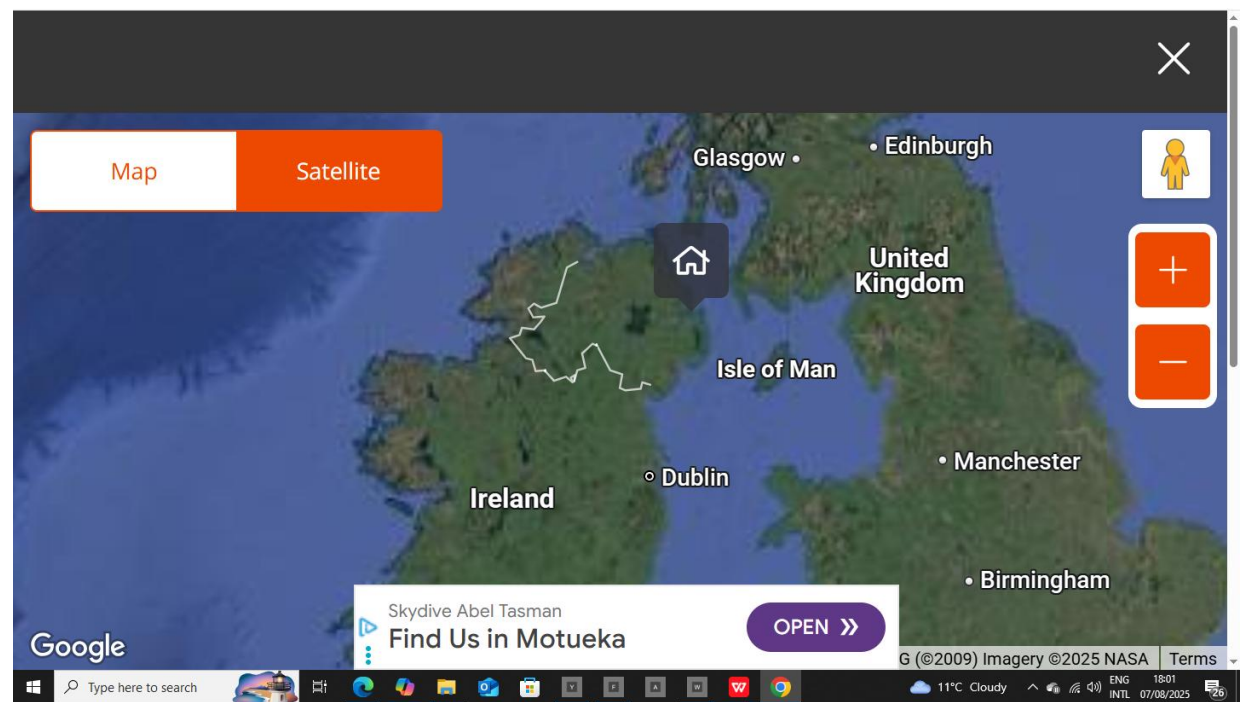 Map
Satellite
Glasgow
Edinburgh
United
Kingdom
Isle of Man
Manchester
Dublin
Ireland
Birmingham
Skydive Abel Tasman
Find Us in Motueka
OPEN
Google
G (©2009) Imagery ©2025 NASA
Terms
Type here to search
Y
F
A
W
W
11°C Cloudy
ENG
INTL
18:01
07/08/2025
26